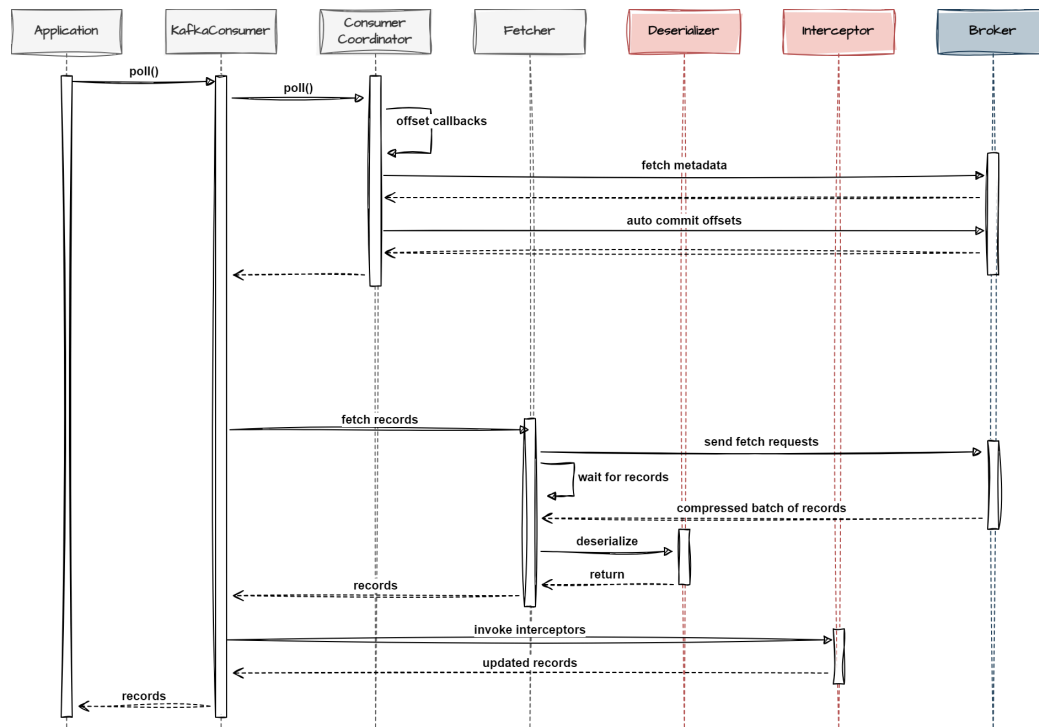 Application
KafkaConsumer
Consumer
Coordinator
Fetcher
Deserializer
Interceptor
Broker
poll()
poll()
offset callbacks
fetch metadata
auto commit offsets
fetch records
send fetch requests
wait for records
compressed batch of records
deserialize
return
records
invoke interceptors
updated records
records